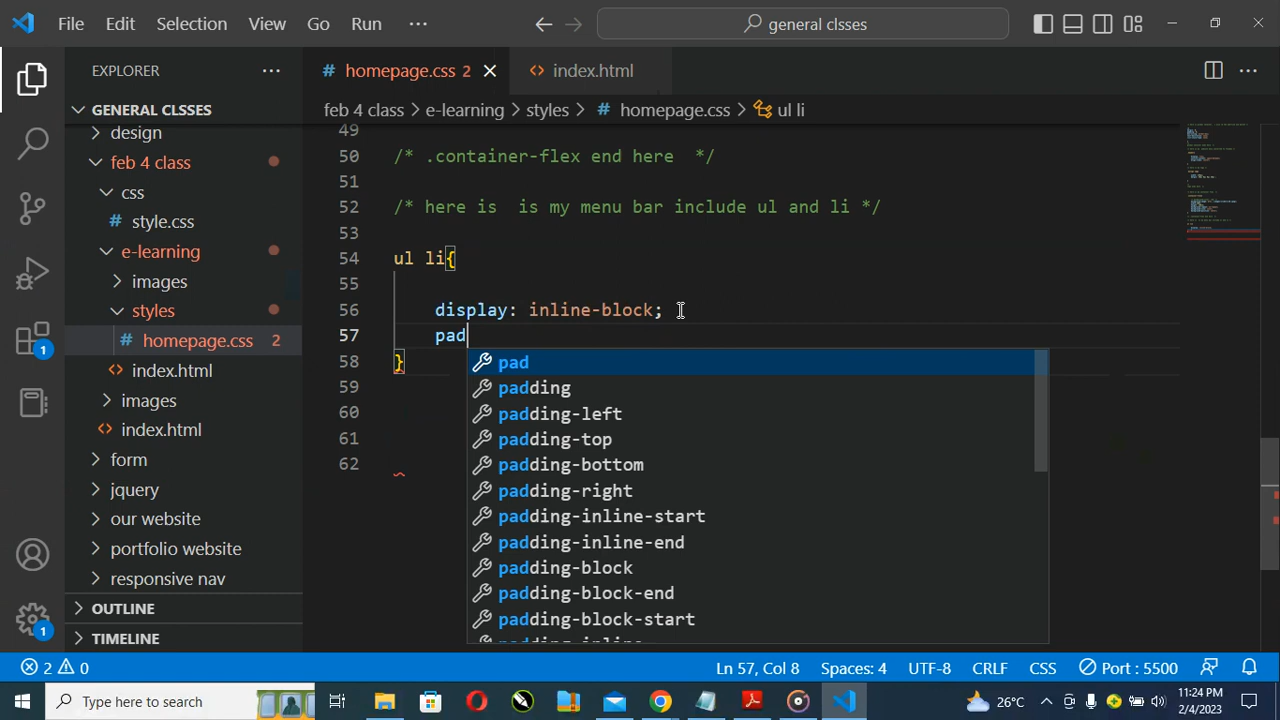 File Edit Selection View Go Run ··· general clsses
EXPLORER ···
# homepage.css 2 <> index.html
GENERAL CLSSES
feb 4 class > e-learning > styles > # homepage.css > ul li
design
feb 4 class
css
# style.css
e-learning
images
styles
# homepage.css 2
<> index.html
images
<> index.html
form
jquery
our website
portfolio website
responsive nav
OUTLINE
TIMELINE
49
50 /* .container-flex end here */
51
52 /* here is is my menu bar include ul and li */
53
54 ul li{
55
56 display: inline-block;
57 pad
58 }
59
60
61
62
pad
padding
padding-left
padding-top
padding-bottom
padding-right
padding-inline-start
padding-inline-end
padding-block
padding-block-end
padding-block-start
1
1
2 0 Ln 57, Col 8 Spaces: 4 UTF-8 CRLF CSS Port : 5500
Type here to search
26°C
11:24 PM
2/4/2023